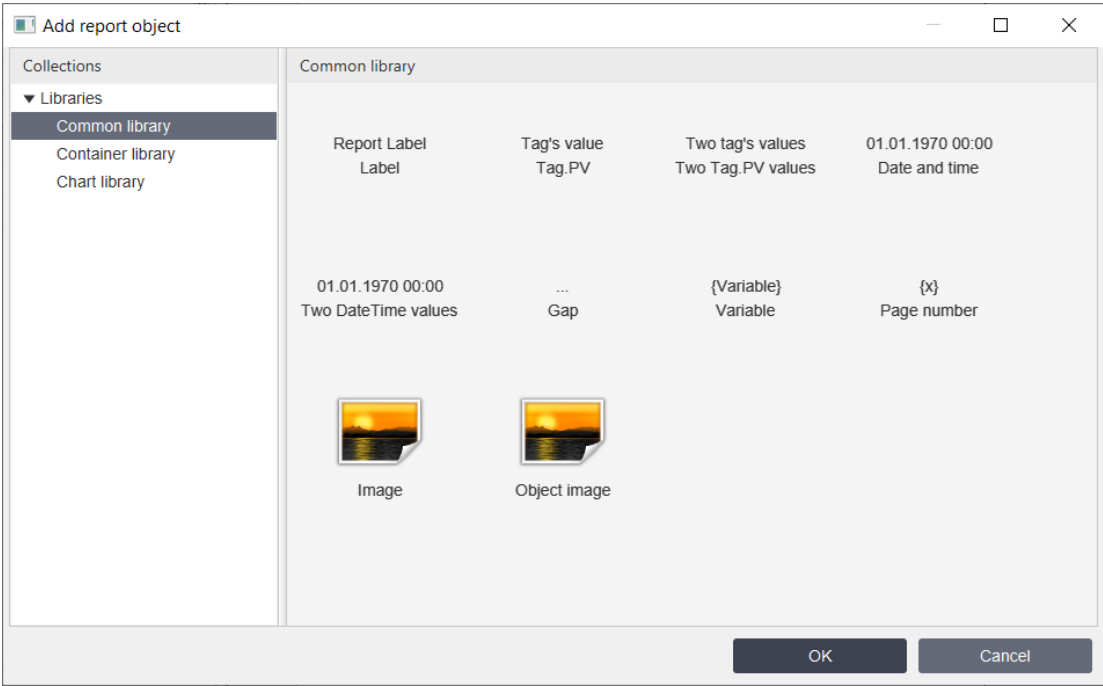 Add report object
Collections
Libraries
Common library
Container library
Chart library
Common library
Report Label
Label
Tag's value
Tag.PV
Two tag's values
Two Tag.PV values
01.01.1970 00:00
Date and time
01.01.1970 00:00
Two DateTime values
...
Gap
{Variable}
Variable
{x}
Page number
Image
Object image
OK
Cancel